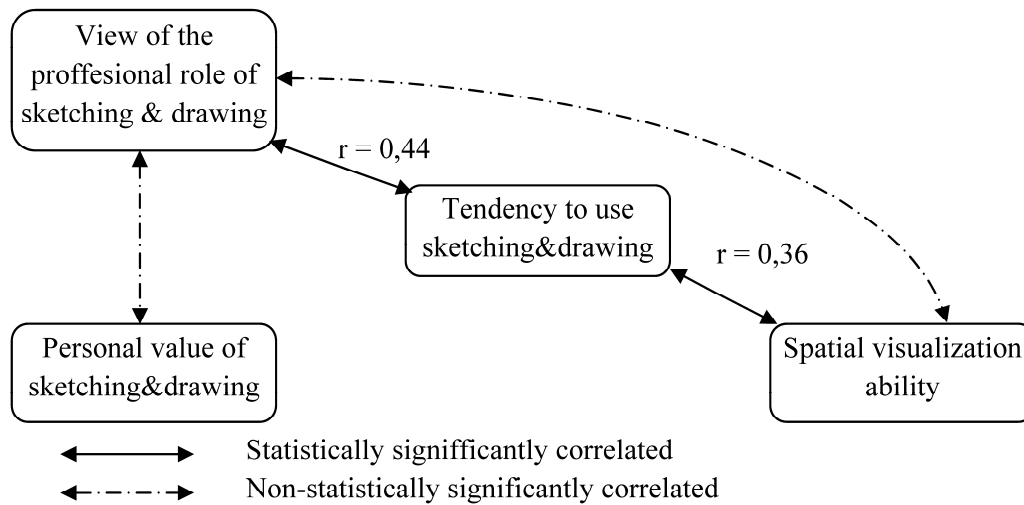 View of the
proffesional role of
sketching & drawing
r = 0,44
Tendency to use
sketching&drawing
r = 0,36
Personal value of
sketching&drawing
Spatial visualization
ability
Statistically signifficantly correlated
Non-statistically significantly correlated